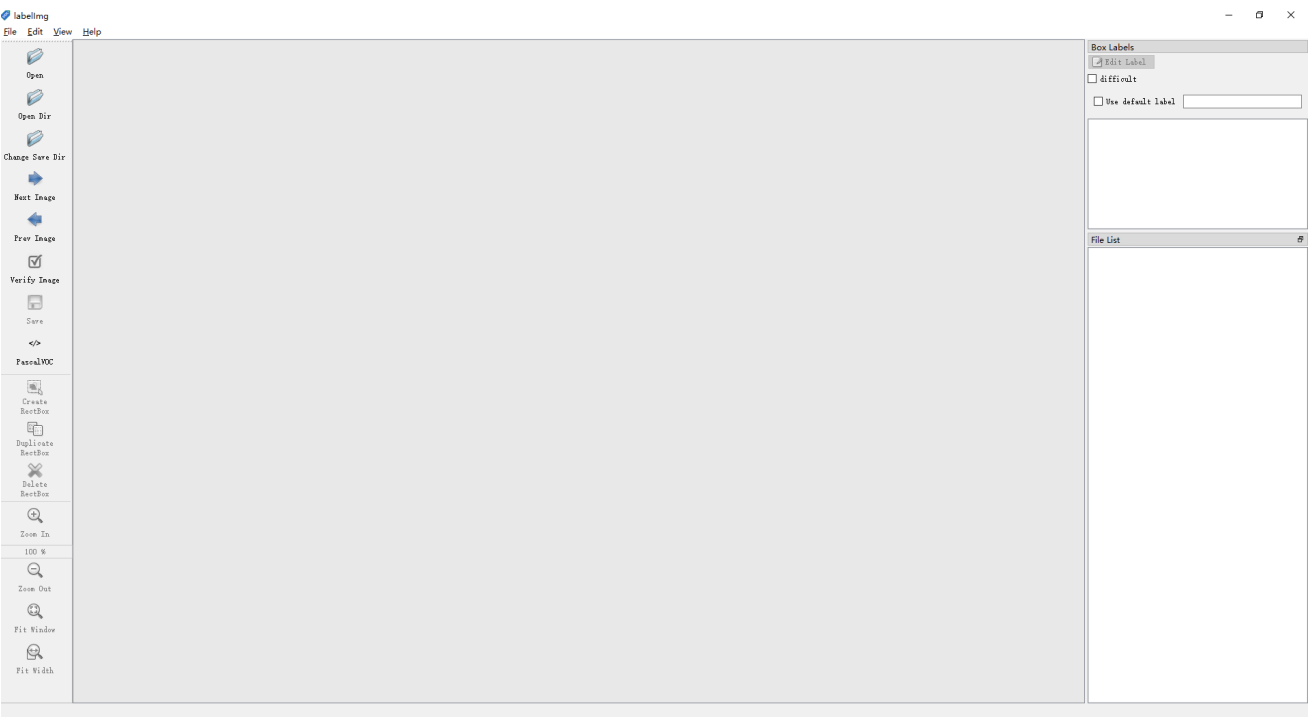 labelImg
File Edit View Help
Open
Open Dir
Change Save Dir
Next Image
Prev Image
Verify Image
Save
</>
PascalVOC
Create
RectBox
Duplicate
RectBox
Delete
RectBox
Zoom In
100 %
Zoom Out
Fit Window
Fit Width
Box Labels
Edit Label
difficult
Use default label
File List